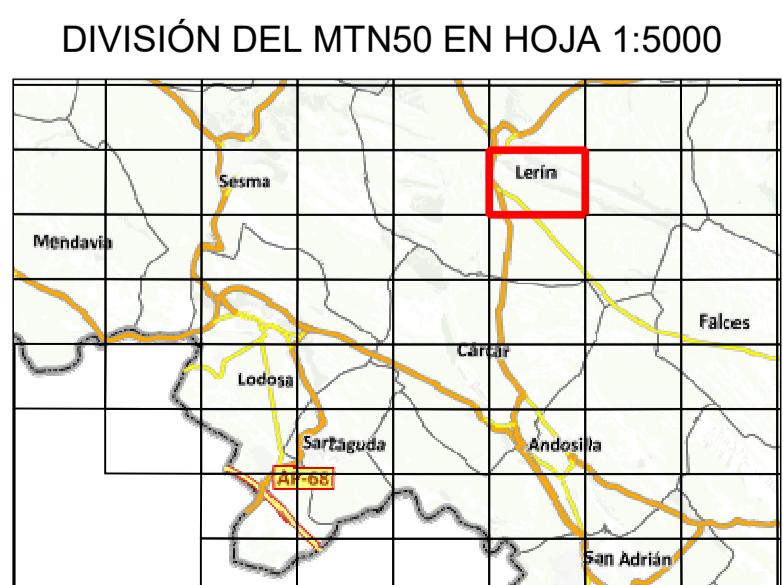 DIVISIÓN DEL MTN50 EN HOJA 1:5000
Lerín
Sesma
Mendavia
Falces
Cárcar
Lodosa
Sartaguda
Andosilla
AP-68
San Adrián